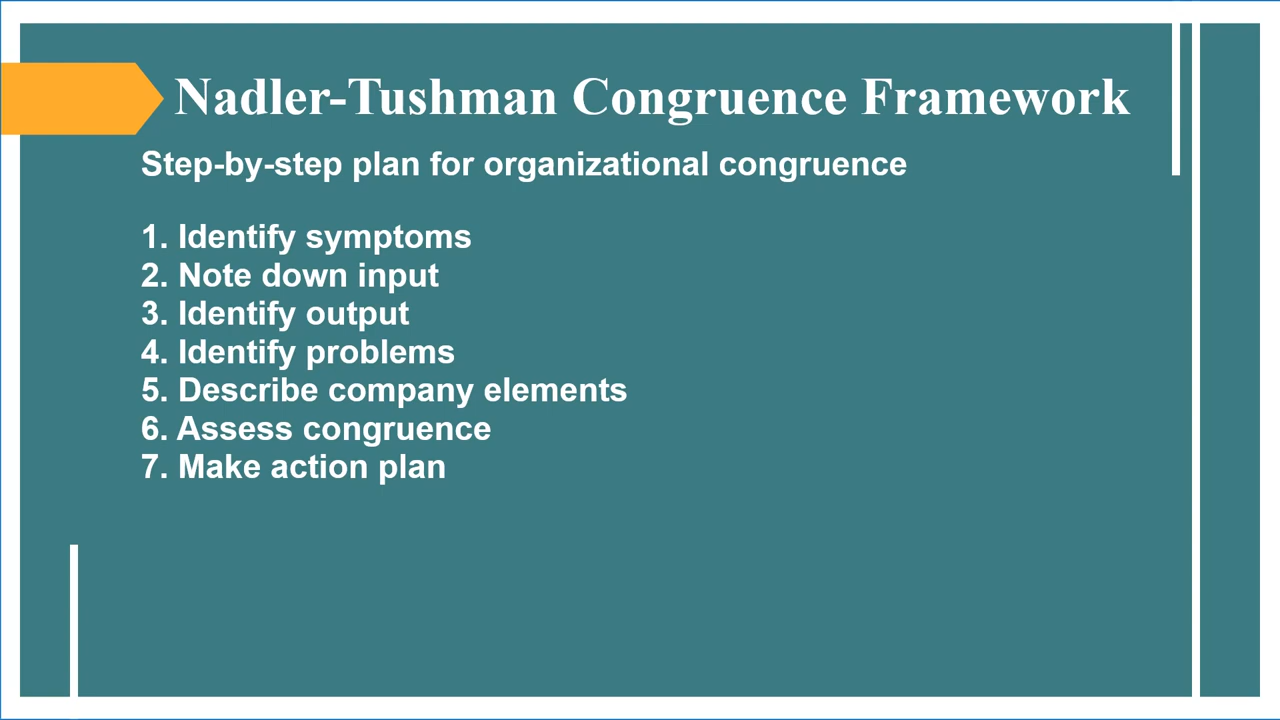 Nadler-Tushman Congruence Framework
Step-by-step plan for organizational congruence
1. Identify symptoms
2. Note down input
3. Identify output
4. Identify problems
5. Describe company elements
6. Assess congruence
7. Make action plan